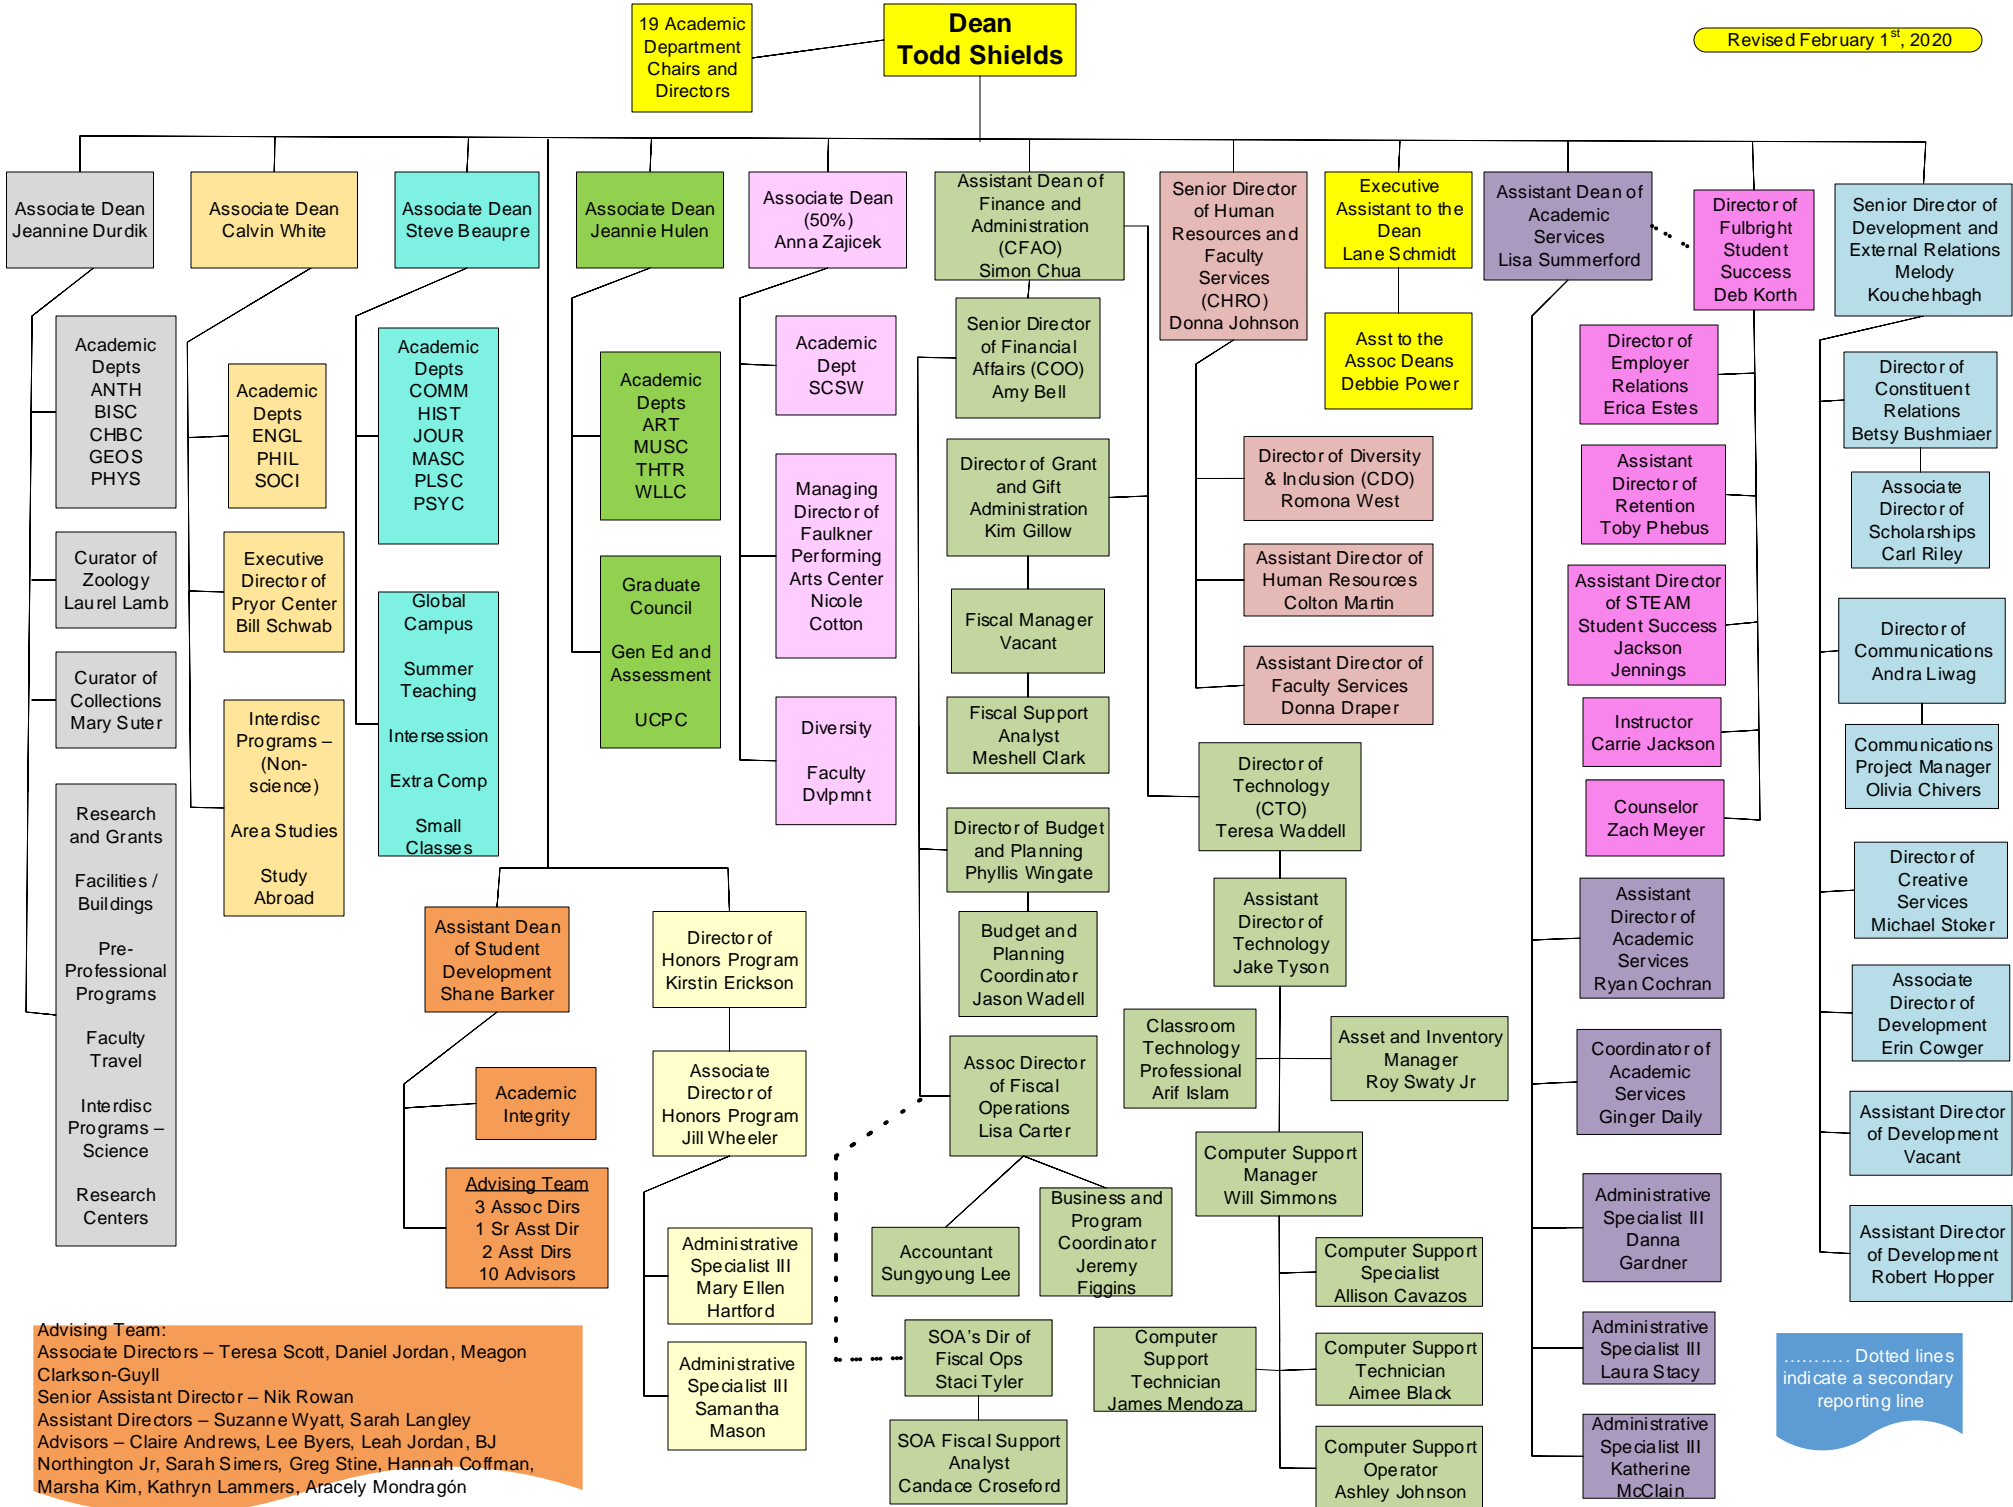 19 Academic
Department
Chairs and
Directors
Dean
Todd Shields
Revised February 1st, 2020
Associate Dean
Jeannine Durdik
Associate Dean
Calvin White
Associate Dean
Steve Beaupre
Associate Dean
Jeannie Hulen
Associate Dean
(50%)
Anna Zajicek
Assistant Dean of
Finance and
Administration
(CFAO)
Simon Chua
Senior Director
of Human
Resources and
Faculty
Services
(CHRO)
Donna Johnson
Executive
Assistant to the
Dean
Lane Schmidt
Assistant Dean of
Academic
Services
Lisa Summerford
Director of
Fulbright
Student
Success
Deb Korth
Senior Director of
Development and
External Relations
Melody
Kouchehbagh
Academic
Depts
ANTH
BISC
CHBC
GEOS
PHYS
Curator of
Zoology
Laurel Lamb
Curator of
Collections
Mary Suter
Research
and Grants
Facilities /
Buildings
Pre-
Professional
Programs
Faculty
Travel
Interdisc
Programs –
Science
Research
Centers
Academic
Depts
ENGL
PHIL
SOCI
Executive
Director of
Pryor Center
Bill Schwab
Interdisc
Programs –
(Non-
science)
Area Studies
Study
Abroad
Academic
Depts
COMM
HIST
JOUR
MASC
PLSC
PSYC
Global
Campus
Summer
Teaching
Intersession
Extra Comp
Small
Classes
Academic
Depts
ART
MUSC
THTR
WLLC
Graduate
Council
Gen Ed and
Assessment
UCPC
Academic
Dept
SCSW
Managing
Director of
Faulkner
Performing
Arts Center
Nicole
Cotton
Diversity
Faculty
Dvlpmnt
Assistant Dean
of Student
Development
Shane Barker
Academic
Integrity
Advising Team
3 Assoc Dirs
1 Sr Asst Dir
2 Asst Dirs
10 Advisors
Director of
Honors Program
Kirstin Erickson
Associate
Director of
Honors Program
Jill Wheeler
Administrative
Specialist III
Mary Ellen
Hartford
Administrative
Specialist III
Samantha
Mason
Senior Director
of Financial
Affairs (COO)
Amy Bell
Director of Grant
and Gift
Administration
Kim Gillow
Fiscal Manager
Vacant
Fiscal Support
Analyst
Meshell Clark
Director of Budget
and Planning
Phyllis Wingate
Budget and
Planning
Coordinator
Jason Wadell
Assoc Director
of Fiscal
Operations
Lisa Carter
Accountant
Sungyoung Lee
Business and
Program
Coordinator
Jeremy
Figgins
SOA's Dir of
Fiscal Ops
Staci Tyler
SOA Fiscal Support
Analyst
Candace Croseford
Director of Diversity
& Inclusion (CDO)
Romona West
Assistant Director of
Human Resources
Colton Martin
Assistant Director of
Faculty Services
Donna Draper
Director of
Technology
(CTO)
Teresa Waddell
Assistant
Director of
Technology
Jake Tyson
Classroom
Technology
Professional
Arif Islam
Asset and Inventory
Manager
Roy Swaty Jr
Computer Support
Manager
Will Simmons
Computer Support
Specialist
Allison Cavazos
Computer
Support
Technician
James Mendoza
Computer Support
Technician
Aimee Black
Computer Support
Operator
Ashley Johnson
Asst to the
Assoc Deans
Debbie Power
Director of
Employer
Relations
Erica Estes
Assistant
Director of
Retention
Toby Phebus
Assistant Director
of STEAM
Student Success
Jackson
Jennings
Instructor
Carrie Jackson
Counselor
Zach Meyer
Assistant
Director of
Academic
Services
Ryan Cochran
Coordinator of
Academic
Services
Ginger Daily
Administrative
Specialist III
Danna
Gardner
Administrative
Specialist III
Laura Stacy
Administrative
Specialist III
Katherine
McClain
Director of
Constituent
Relations
Betsy Bushmiaer
Associate
Director of
Scholarships
Carl Riley
Director of
Communications
Andra Liwag
Communications
Project Manager
Olivia Chivers
Director of
Creative
Services
Michael Stoker
Associate
Director of
Development
Erin Cowger
Assistant Director
of Development
Vacant
Assistant Director
of Development
Robert Hopper
Advising Team:
Associate Directors – Teresa Scott, Daniel Jordan, Meagon
Clarkson-Guyll
Senior Assistant Director – Nik Rowan
Assistant Directors – Suzanne Wyatt, Sarah Langley
Advisors – Claire Andrews, Lee Byers, Leah Jordan, BJ
Northington Jr, Sarah Simers, Greg Stine, Hannah Coffman,
Marsha Kim, Kathryn Lammers, Aracely Mondragón
.......... Dotted lines
indicate a secondary
reporting line